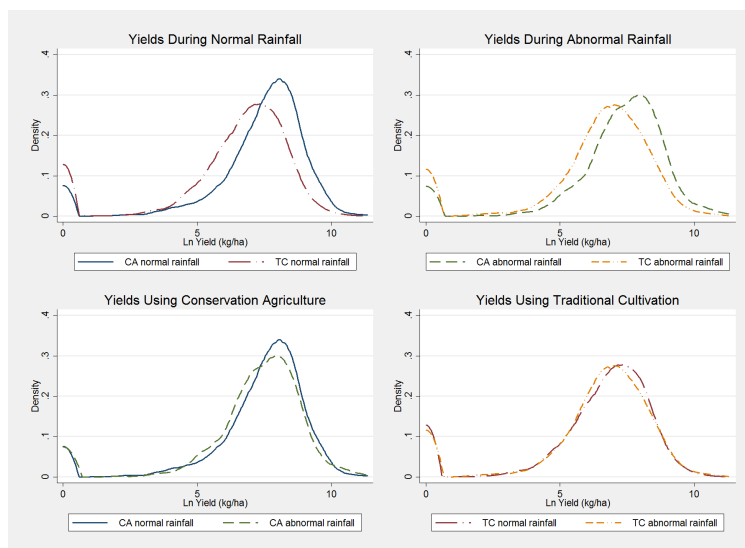 Yields During Normal Rainfall
Density
0 .1 .2 .3 .4
0 5 10
Ln Yield (kg/ha)
CA normal rainfall TC normal rainfall
Yields During Abnormal Rainfall
Density
0 .1 .2 .3 .4
0 5 10
Ln Yield (kg/ha)
CA abnormal rainfall TC abnormal rainfall
Yields Using Conservation Agriculture
Density
0 .1 .2 .3 .4
0 5 10
Ln Yield (kg/ha)
CA normal rainfall CA abnormal rainfall
Yields Using Traditional Cultivation
Density
0 .1 .2 .3 .4
0 5 10
Ln Yield (kg/ha)
TC normal rainfall TC abnormal rainfall